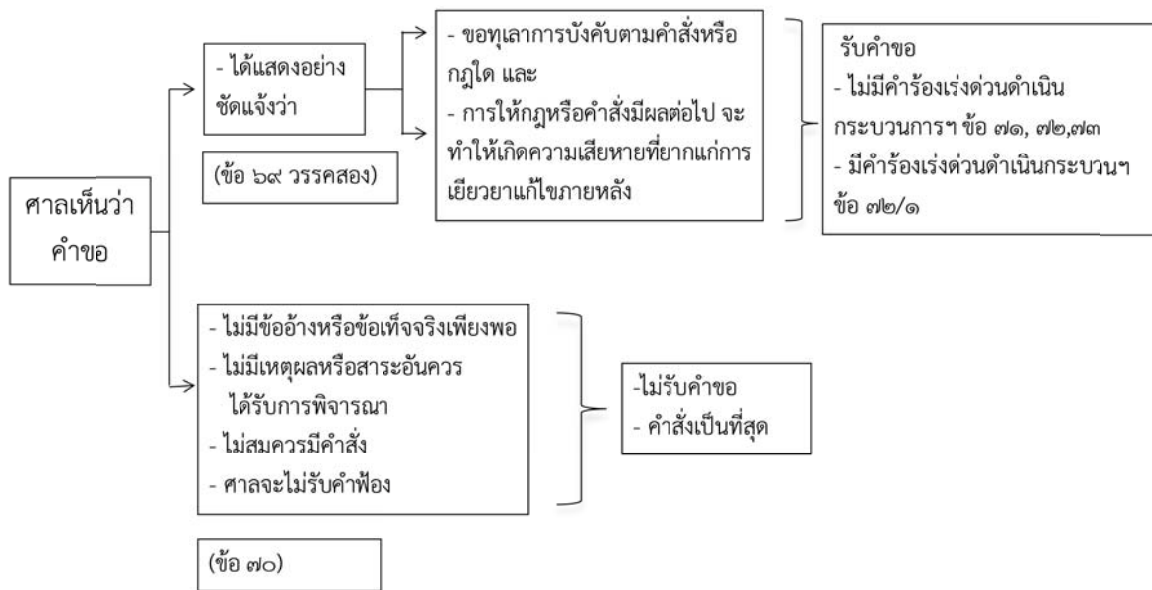 ศาลเห็นว่า
คำขอ
- ได้แสดงอย่าง
ชัดแจ้งว่า
(ข้อ ๖๙ วรรคสอง)
- ขอทุเลาการบังคับตามคำสั่งหรือ
กฎใด และ
- การให้กฎหรือคำสั่งมีผลต่อไป จะ
ทำให้เกิดความเสียหายที่ยากแก่การ
เยียวยาแก้ไขภายหลัง
รับคำขอ
- ไม่มีคำร้องเร่งด่วนดำเนิน
กระบวนการฯ ข้อ ๗๑, ๗๒,๗๓
- มีคำร้องเร่งด่วนดำเนินกระบวนฯ
ข้อ ๗๒/๑
- ไม่มีข้ออ้างหรือข้อเท็จจริงเพียงพอ
- ไม่มีเหตุผลหรือสาระอันควร
ได้รับการพิจารณา
- ไม่สมควรมีคำสั่ง
- ศาลจะไม่รับคำฟ้อง
(ข้อ ๗๐)
-ไม่รับคำขอ
- คำสั่งเป็นที่สุด